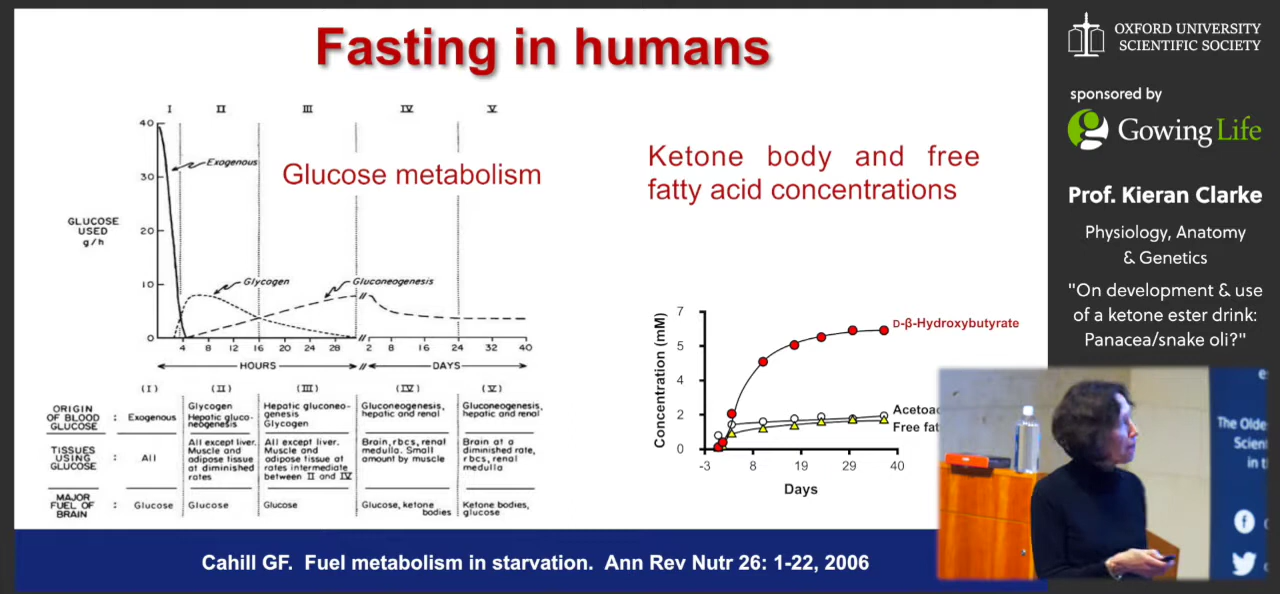 Fasting in humans
I II III IV V
40
30
20
10
0
GLUCOSE
USED
g/h
Exogenous
Glycogen
Gluconeogenesis
Glucose metabolism
4 8 12 16 20 24 28 2 8 16 24 32 40
HOURS DAYS
(I) (II) (III) (IV) (V)
ORIGIN
OF BLOOD
GLUCOSE
:
Exogenous
Glycogen
Hepatic gluco-
neogenesis
Hepatic gluconeo-
genesis
Glycogen
Gluconeogenesis,
hepatic and renal
Gluconeogenesis,
hepatic and renal
TISSUES
USING
GLUCOSE
:
All
All except liver.
Muscle and
adipose tissue
at diminished
rates
All except liver.
Muscle and
adipose tissue at
rates intermediate
between II and IV
Brain, rbcs, renal
medulla. Small
amount by muscle
Brain at a
diminished rate,
rbcs, renal
medulla
MAJOR
FUEL OF
BRAIN
:
Glucose
Glucose
Glucose
Glucose, ketone
bodies
Ketone bodies,
glucose
Ketone body and free
fatty acid concentrations
Concentration (mM)
7
5
4
2
0
-3 8 19 29 40
Days
D-β-Hydroxybutyrate
Acetoac
Free fat
Cahill GF. Fuel metabolism in starvation. Ann Rev Nutr 26: 1-22, 2006
OXFORD UNIVERSITY
SCIENTIFIC SOCIETY
sponsored by
Gowing Life
Prof. Kieran Clarke
Physiology, Anatomy
& Genetics
"On development & use
of a ketone ester drink:
Panacea/snake oli?"
The Olde
Scien
in t